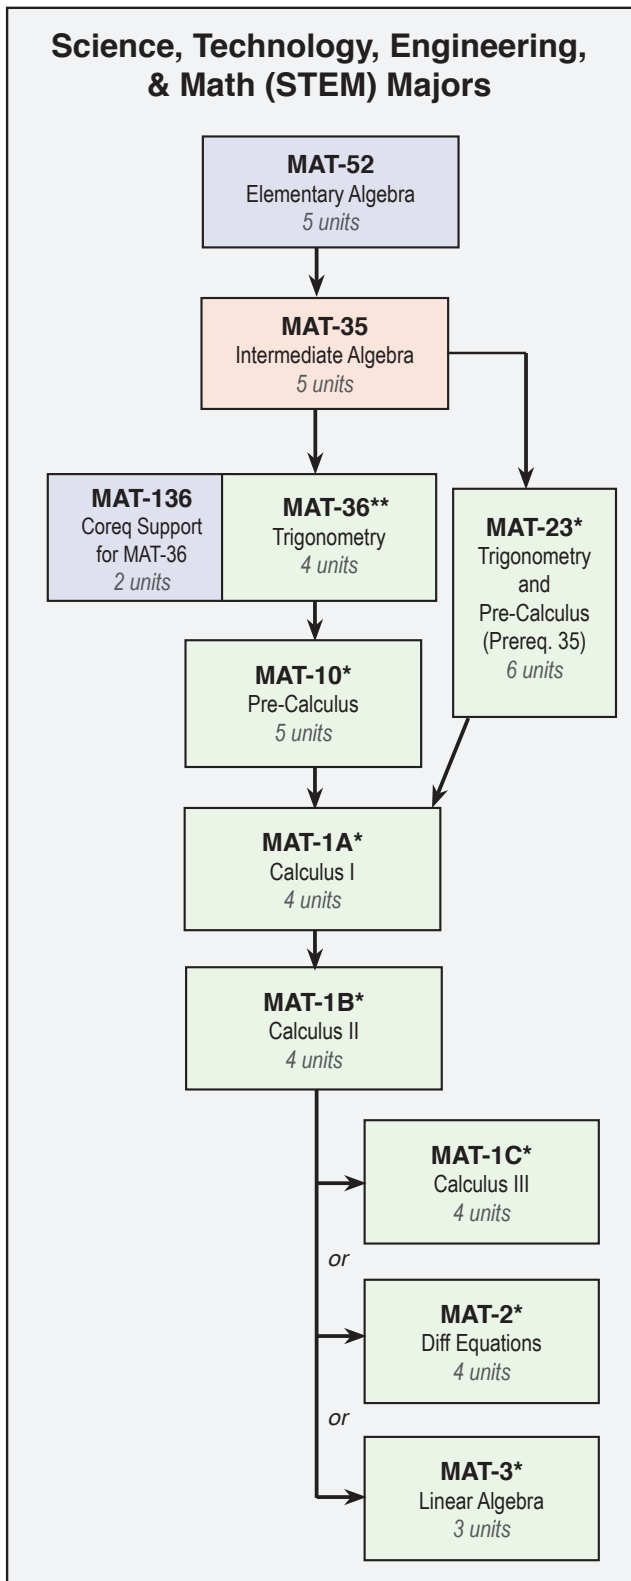 Science, Technology, Engineering,
& Math (STEM) Majors
MAT-52
Elementary Algebra
5 units
MAT-35
Intermediate Algebra
5 units
MAT-136
Coreq Support
for MAT-36
2 units
MAT-36**
Trigonometry
4 units
MAT-23*
Trigonometry
and
Pre-Calculus
(Prereq. 35)
6 units
MAT-10*
Pre-Calculus
5 units
MAT-1A*
Calculus I
4 units
MAT-1B*
Calculus II
4 units
MAT-1C*
Calculus III
4 units
or
MAT-2*
Diff Equations
4 units
or
MAT-3*
Linear Algebra
3 units